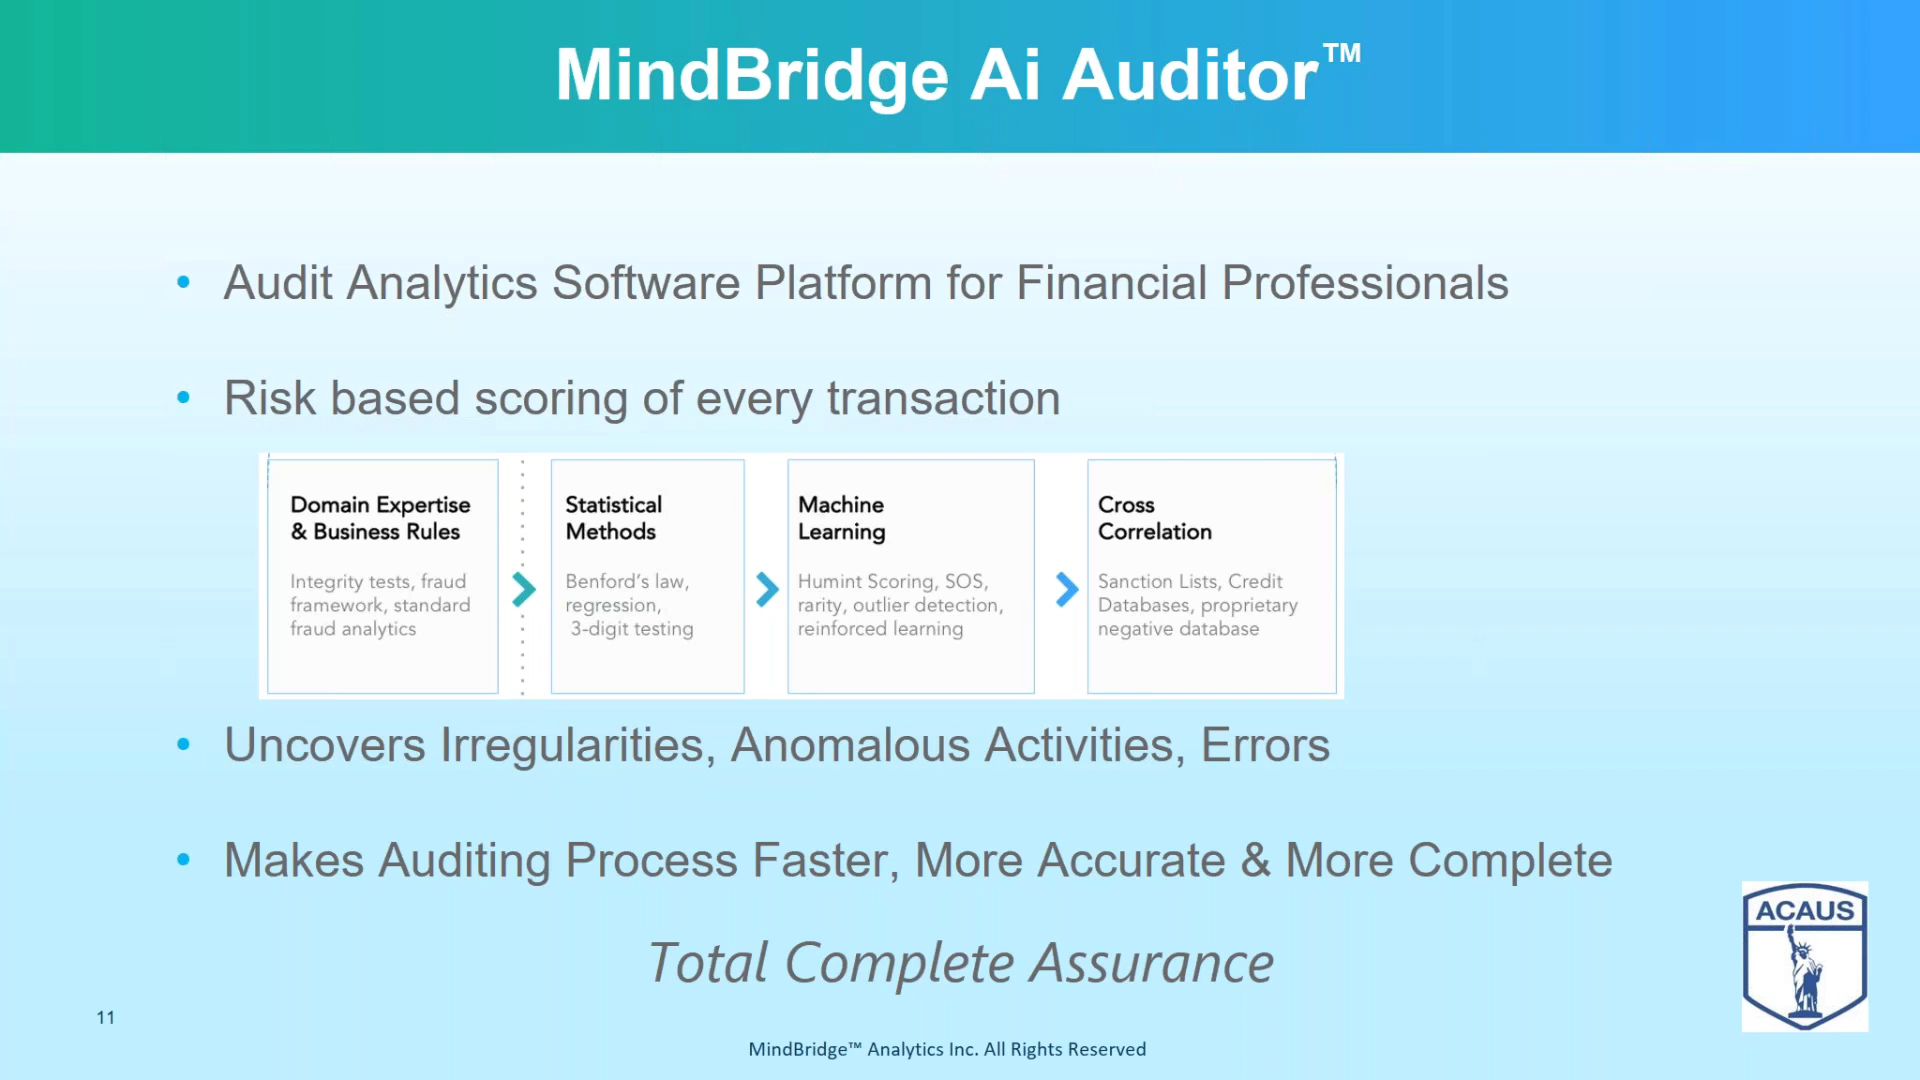 MindBridge Ai Auditor™
• Audit Analytics Software Platform for Financial Professionals
• Risk based scoring of every transaction
Domain Expertise
& Business Rules
Integrity tests, fraud
framework, standard
fraud analytics
Statistical
Methods
Benford's law,
regression,
3-digit testing
Machine
Learning
Humint Scoring, SOS,
rarity, outlier detection,
reinforced learning
Cross
Correlation
Sanction Lists, Credit
Databases, proprietary
negative database
• Uncovers Irregularities, Anomalous Activities, Errors
• Makes Auditing Process Faster, More Accurate & More Complete
Total Complete Assurance
ACAUS
11
MindBridge™ Analytics Inc. All Rights Reserved